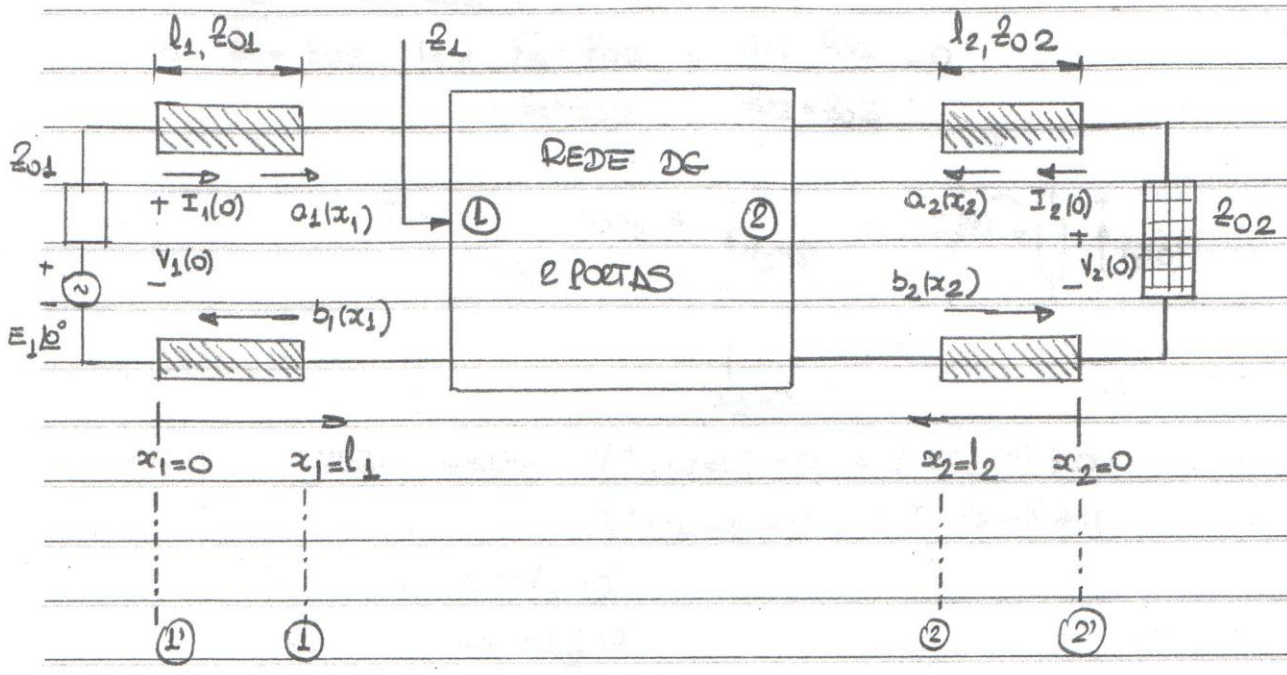 l1, Z01 Z1 l2, Z02
REDE DE
Z01
+ I1(0) a1(x1) ① ② a2(x2) I2(0) Z02
+
+ V1(0) 2 PORTAS b2(x2) V2(0)
- - -
E1/0° b1(x1)
x1=0 x1=l1 x2=l2 x2=0
①' ① ② ②'